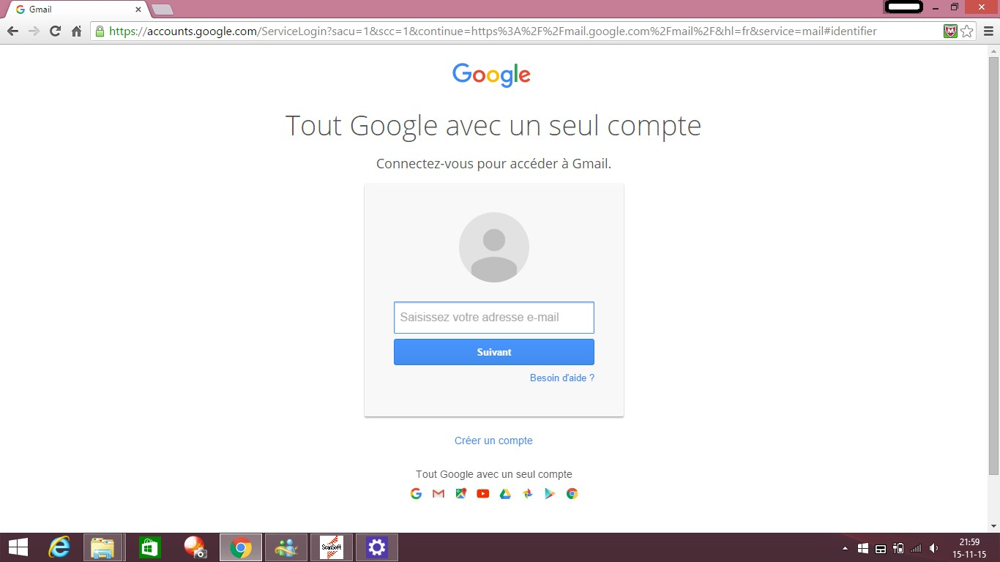 Gmail
https://accounts.google.com/ServiceLogin?sacu=1&scc=1&continue=https%3A%2F%2Fmail.google.com%2Fmail%2F&hl=fr&service=mail#identifier
Google
Tout Google avec un seul compte
Connectez-vous pour accéder à Gmail.
Saisissez votre adresse e-mail
Suivant
Besoin d'aide ?
Créer un compte
Tout Google avec un seul compte
ScanSoft
21:59
15-11-15